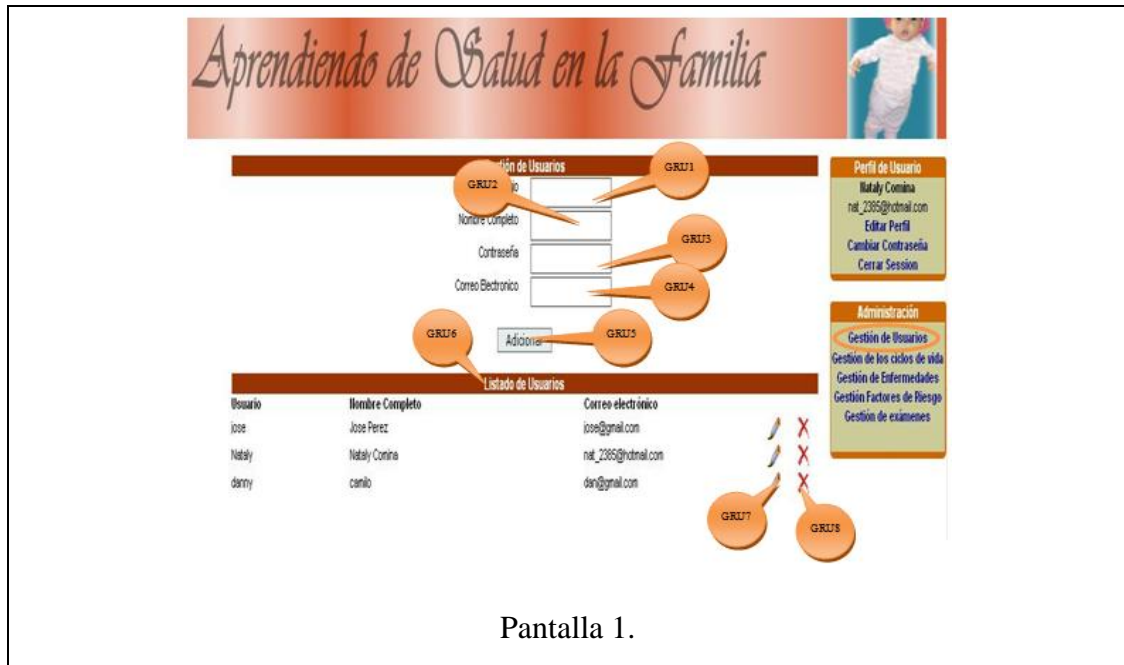 Aprendiendo de Salud en la Familia
de Usuarios
GRU1
GRU2
Nombre Completo
GRU3
Contraseña
Correo Electronico
GRU4
GRU6
Adicionar
GRU5
Listado de Usuarios
Usuario Nombre Completo Correo electrónico
jose Jose Perez jose@gmail.com
Nataly Nataly Comina nat_2385@hotmail.com
danny camilo dan@gmail.com
GRU7
GRU8
Perfil de Usuario
Nataly Comina
nat_2385@hotmail.com
Editar Perfil
Cambiar Contraseña
Cerrar Session
Administración
Gestión de Usuarios
Gestión de los ciclos de vida
Gestión de Enfermedades
Gestión Factores de Riesgo
Gestión de exámenes
Pantalla 1.